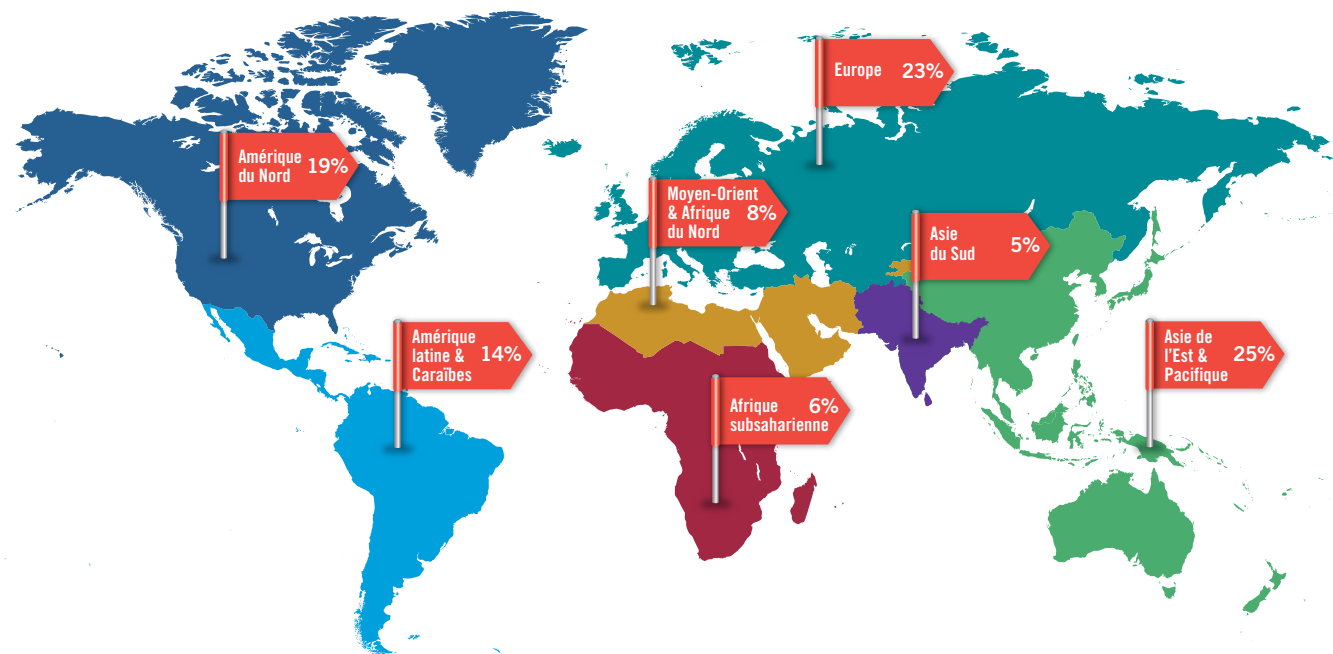 Europe 23%
Amérique
du Nord 19%
Moyen-Orient
& Afrique
du Nord 8%
Asie
du Sud 5%
Amérique
latine &
Caraïbes 14%
Asie de
l'Est &
Pacifique 25%
Afrique
subsaharienne 6%